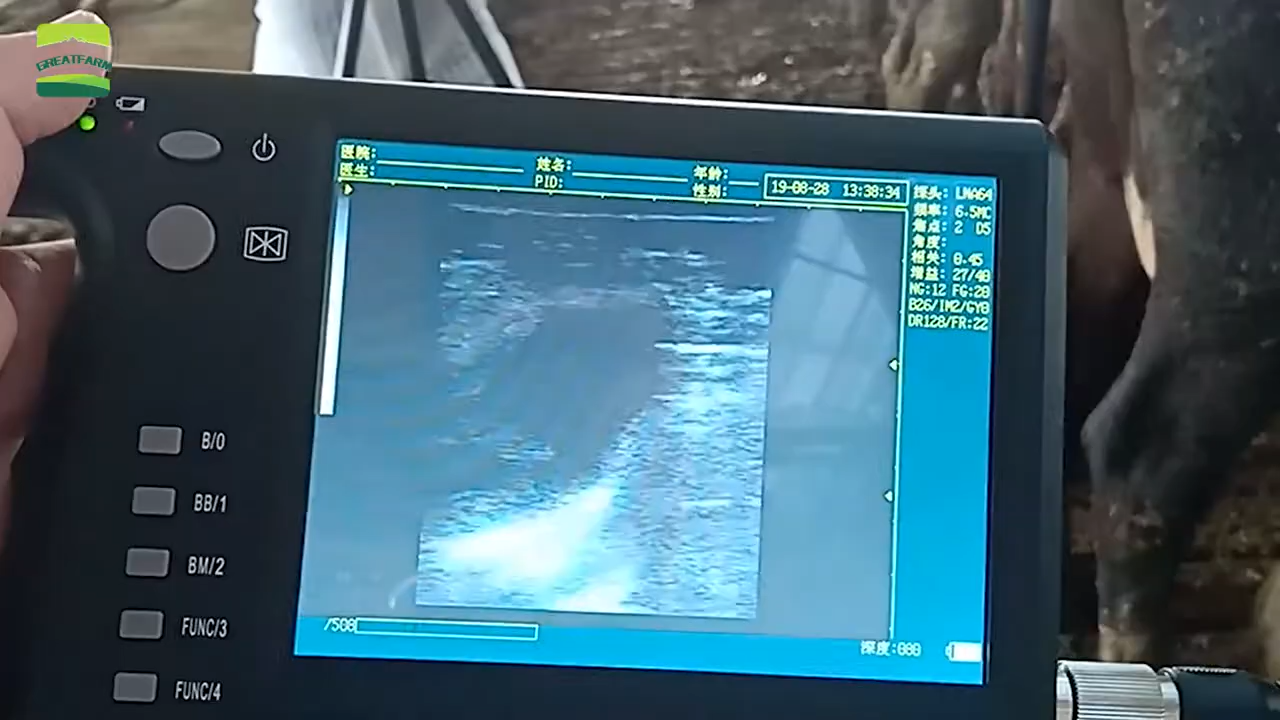 GREATFARM
医院: 姓名: 年龄:
医生: PID: 性别:
19-08-28 13:38:34
探头: LNA64
频率: 6.5MC
焦点: 2 D5
角度:
相关: 0.45
增益: 27/40
NG:12 FG:28
B26/IM2/GY0
DR128/FR:22
B/0
BB/1
BM/2
FUNC/3
FUNC/4
/508
深度:000